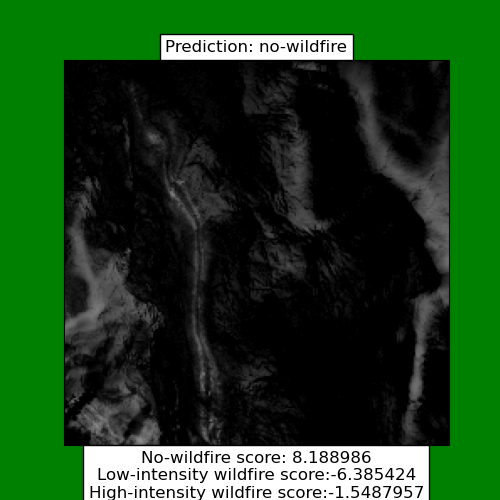 Prediction: no-wildfire
No-wildfire score: 8.188986
Low-intensity wildfire score:-6.385424
High-intensity wildfire score:-1.5487957